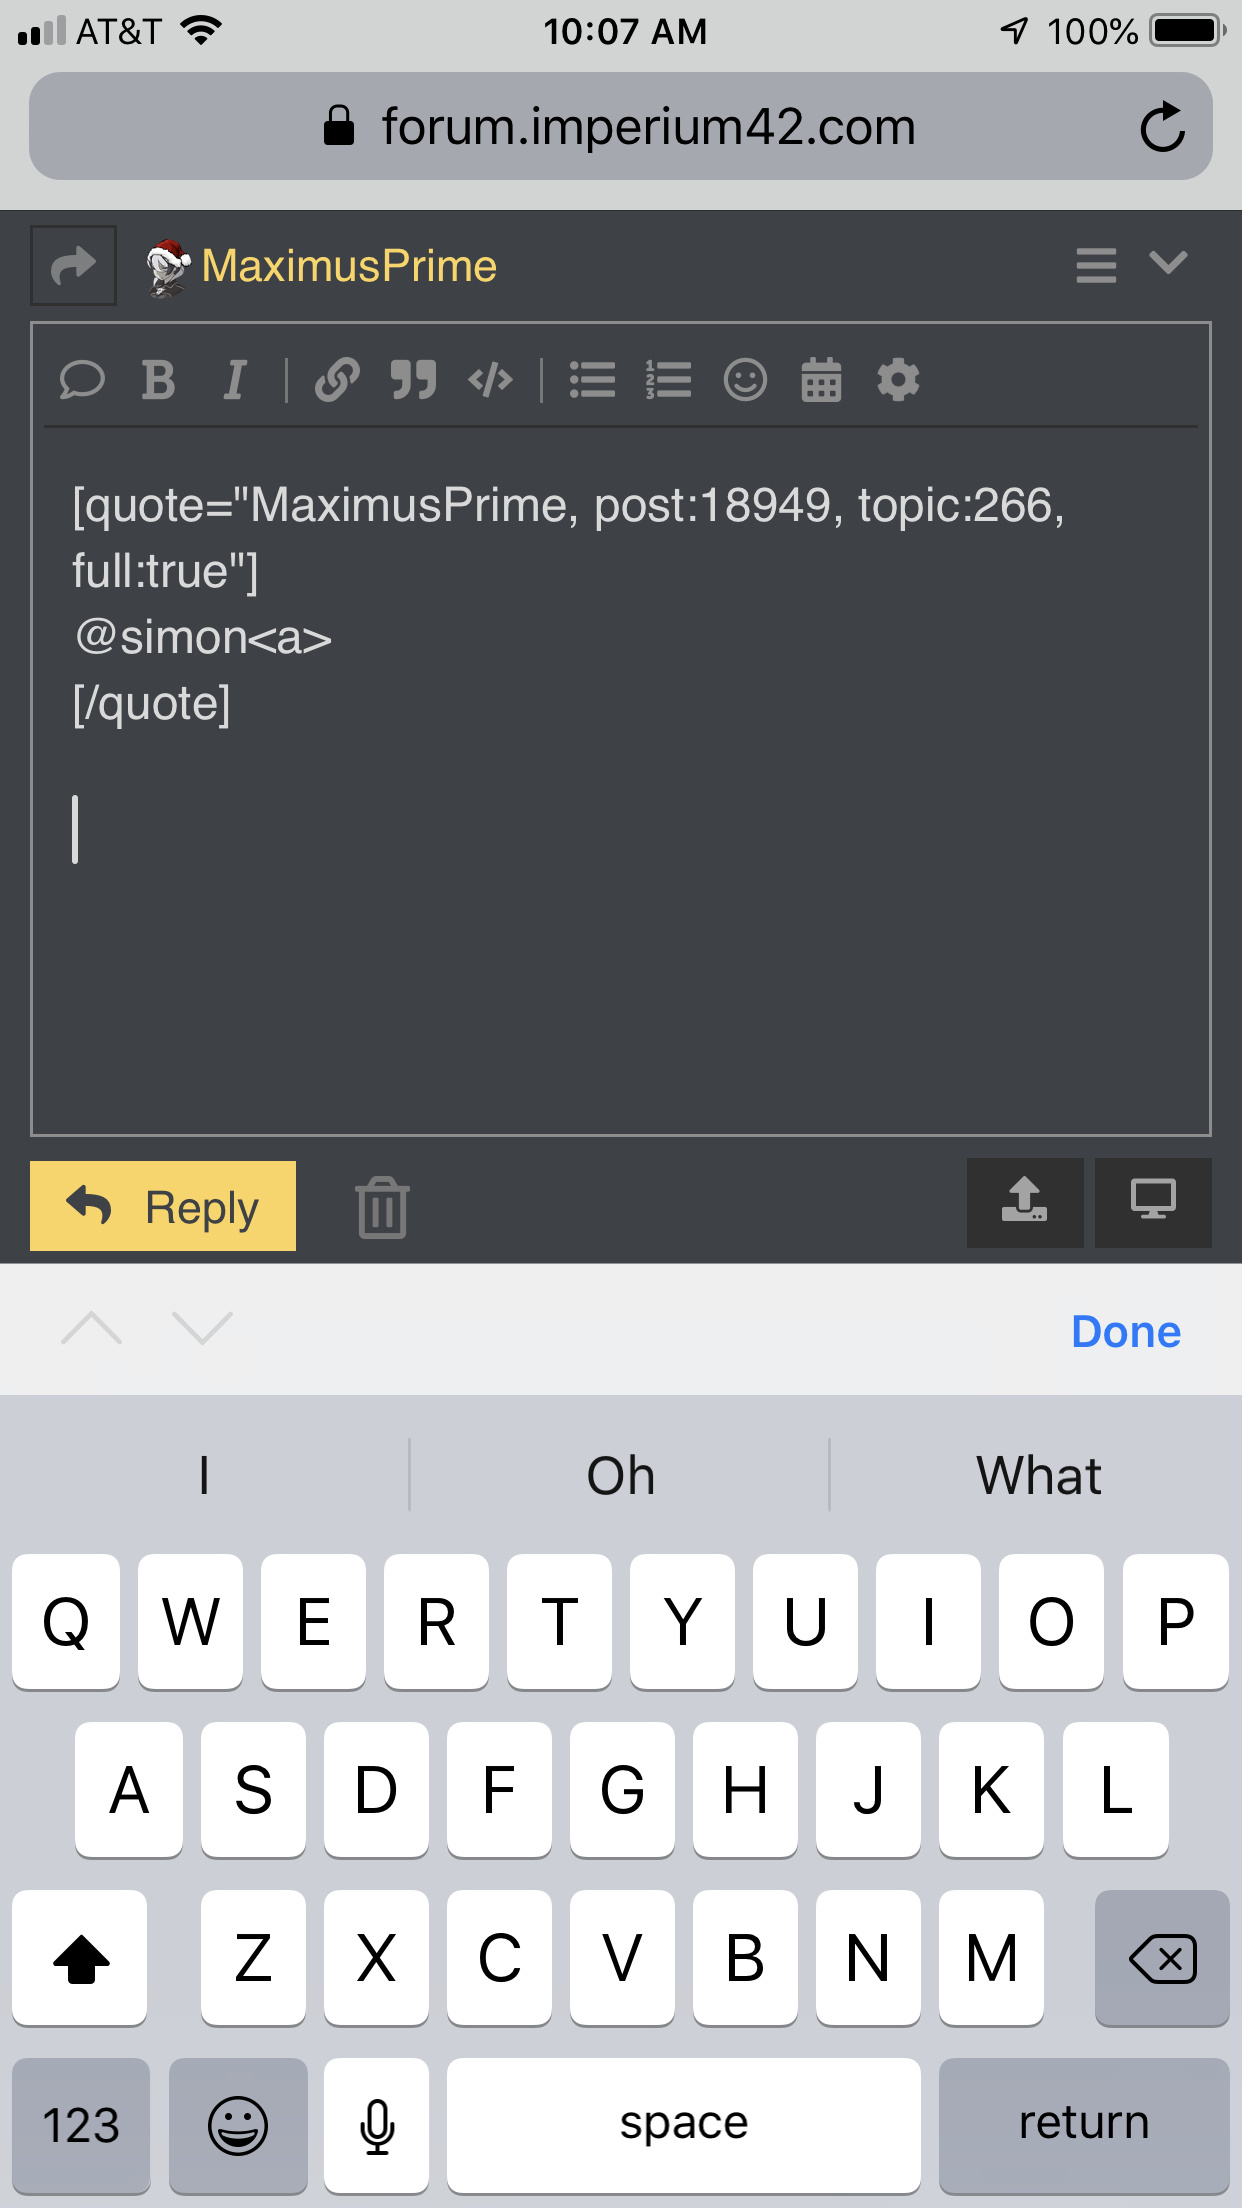 AT&T 10:07 AM 100%
forum.imperium42.com
MaximusPrime
B I
[quote="MaximusPrime, post:18949, topic:266,
full:true"]
@simon<a>
[/quote]
Reply
Done
I Oh What
Q W E R T Y U I O P
A S D F G H J K L
Z X C V B N M
123 space return